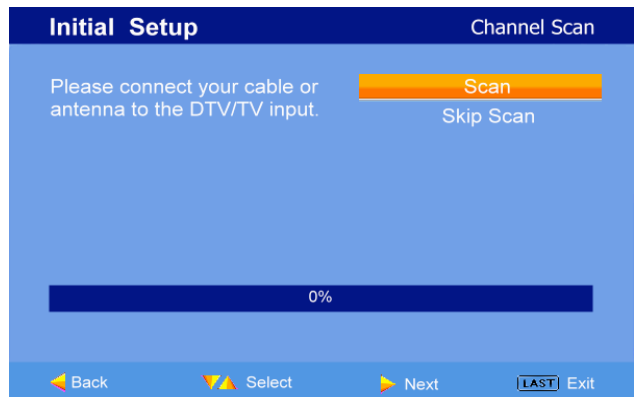 Initial Setup Channel Scan
Please connect your cable or
antenna to the DTV/TV input.
Scan
Skip Scan
0%
Back Select Next LAST Exit